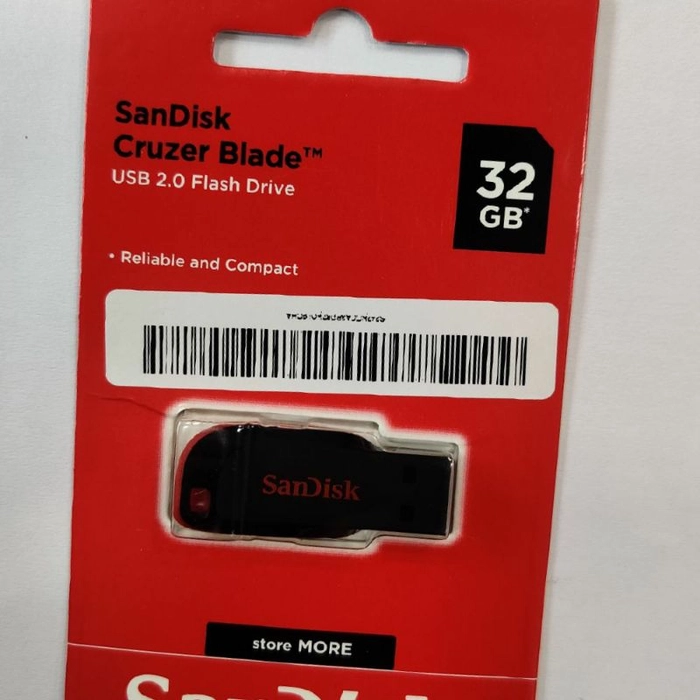 SanDisk
Cruzer Blade™
USB 2.0 Flash Drive
32
GB*
• Reliable and Compact
SanDisk
store MORE